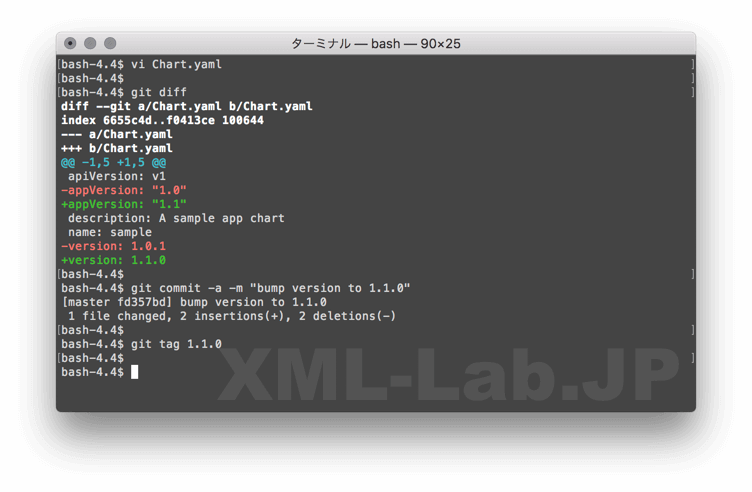 ターミナル — bash — 90×25
[bash-4.4$ vi Chart.yaml ]
[bash-4.4$ ]
[bash-4.4$ git diff ]
diff --git a/Chart.yaml b/Chart.yaml
index 6655c4d..f0413ce 100644
--- a/Chart.yaml
+++ b/Chart.yaml
@@ -1,5 +1,5 @@
 apiVersion: v1
-appVersion: "1.0"
+appVersion: "1.1"
 description: A sample app chart
 name: sample
-version: 1.0.1
+version: 1.1.0
[bash-4.4$ ]
bash-4.4$ git commit -a -m "bump version to 1.1.0"
[master fd357bd] bump version to 1.1.0
 1 file changed, 2 insertions(+), 2 deletions(-)
[bash-4.4$ ]
bash-4.4$ git tag 1.1.0
[bash-4.4$ ]
bash-4.4$
XML-Lab.JP